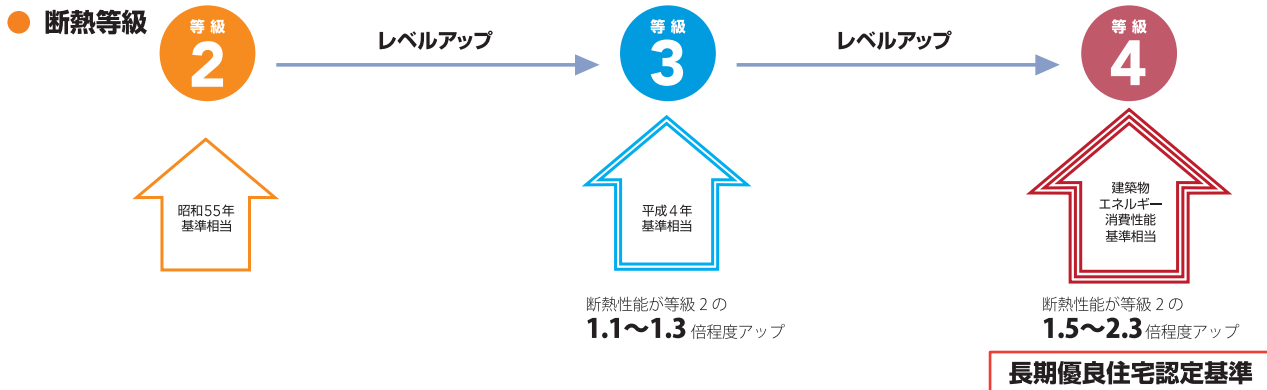 断熱等級
等級
2
レベルアップ
等級
3
レベルアップ
等級
4
昭和55年
基準相当
平成4年
基準相当
建築物
エネルギー
消費性能
基準相当
断熱性能が等級2の
1.1〜1.3倍程度アップ
断熱性能が等級2の
1.5〜2.3倍程度アップ
長期優良住宅認定基準